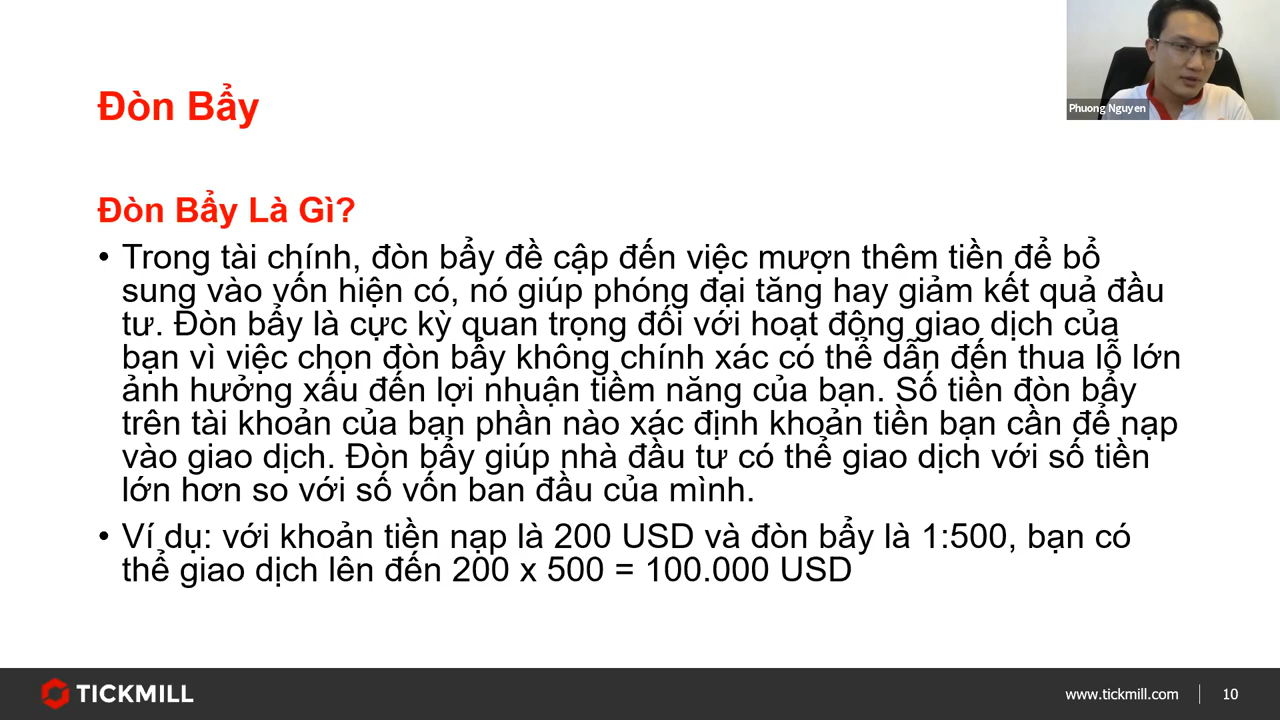 Đòn Bẩy
Phuong Nguyen
Đòn Bẩy Là Gì?
• Trong tài chính, đòn bẩy đề cập đến việc mượn thêm tiền để bổ
sung vào vốn hiện có, nó giúp phóng đại tăng hay giảm kết quả đầu
tư. Đòn bẩy là cực kỳ quan trọng đối với hoạt động giao dịch của
bạn vì việc chọn đòn bẩy không chính xác có thể dẫn đến thua lỗ lớn
ảnh hưởng xấu đến lợi nhuận tiềm năng của bạn. Số tiền đòn bẩy
trên tài khoản của bạn phần nào xác định khoản tiền bạn cần để nạp
vào giao dịch. Đòn bẩy giúp nhà đầu tư có thể giao dịch với số tiền
lớn hơn so với số vốn ban đầu của mình.
• Ví dụ: với khoản tiền nạp là 200 USD và đòn bẩy là 1:500, bạn có
thể giao dịch lên đến 200 x 500 = 100.000 USD
TICKMILL
www.tickmill.com
10